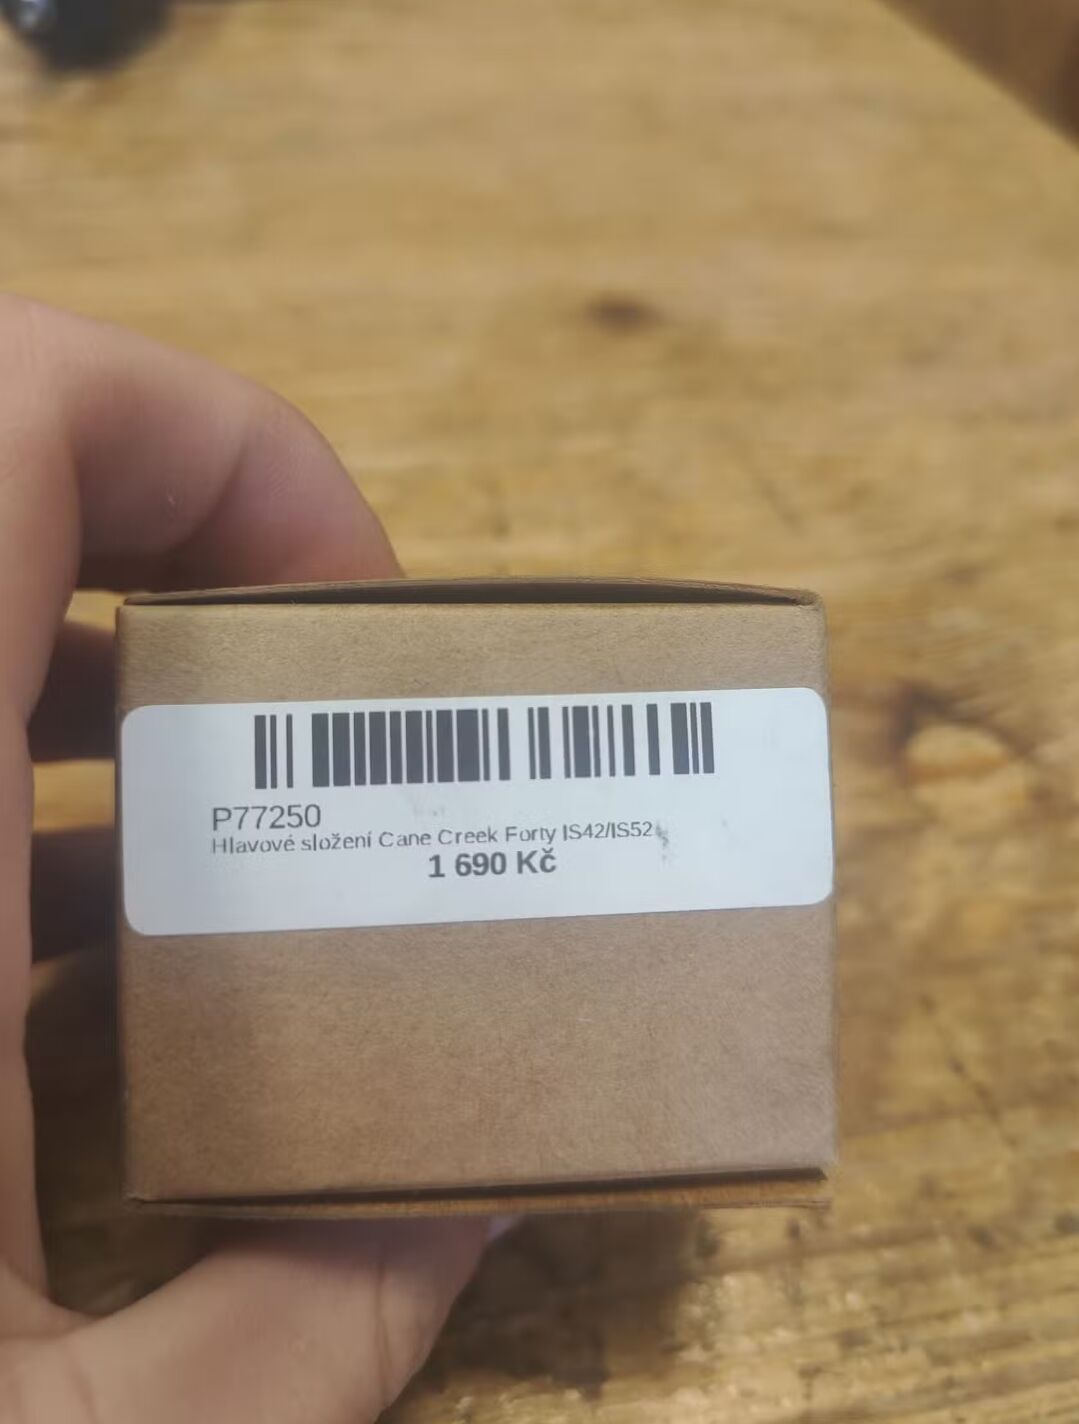 P77250
Hlavové složení Cane Creek Forty IS42/IS52
1 690 Kč